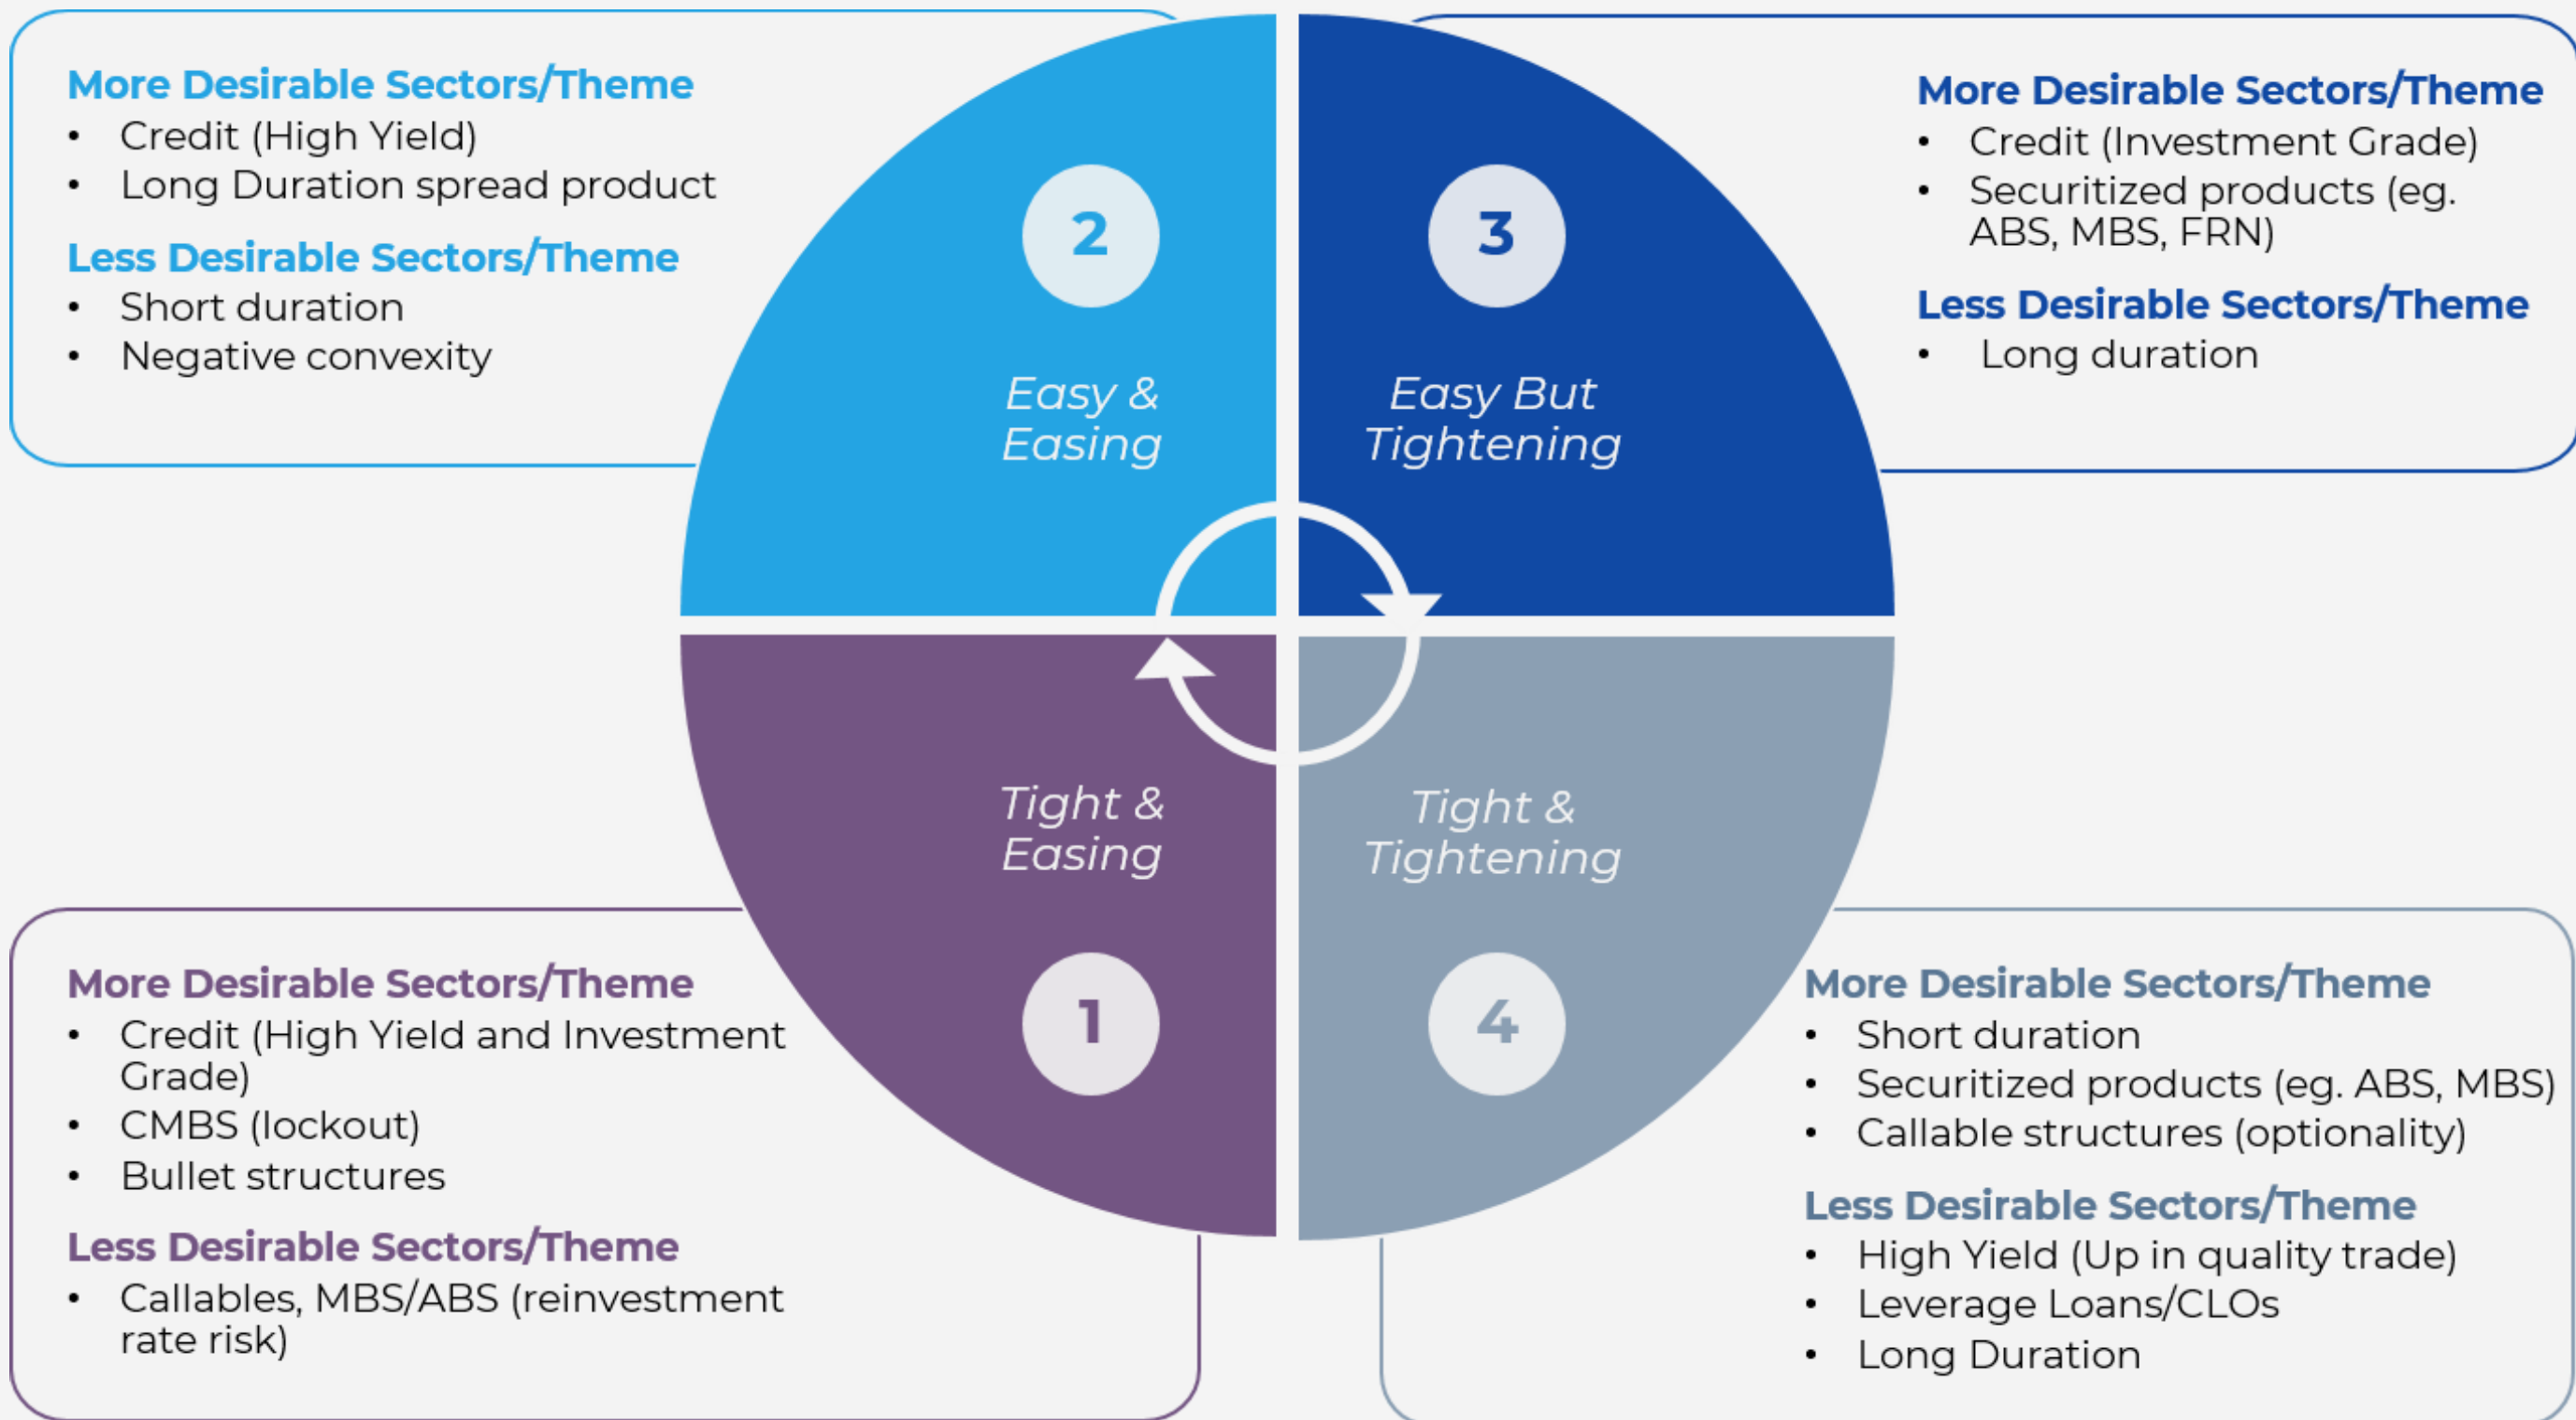 More Desirable Sectors/Theme
• Credit (High Yield)
• Long Duration spread product
Less Desirable Sectors/Theme
• Short duration
• Negative convexity
2
Easy &
Easing
3
Easy But
Tightening
More Desirable Sectors/Theme
• Credit (Investment Grade)
• Securitized products (eg.
ABS, MBS, FRN)
Less Desirable Sectors/Theme
• Long duration
More Desirable Sectors/Theme
• Credit (High Yield and Investment
Grade)
• CMBS (lockout)
• Bullet structures
Less Desirable Sectors/Theme
• Callables, MBS/ABS (reinvestment
rate risk)
Tight &
Easing
1
Tight &
Tightening
4
More Desirable Sectors/Theme
• Short duration
• Securitized products (eg. ABS, MBS)
• Callable structures (optionality)
Less Desirable Sectors/Theme
• High Yield (Up in quality trade)
• Leverage Loans/CLOs
• Long Duration